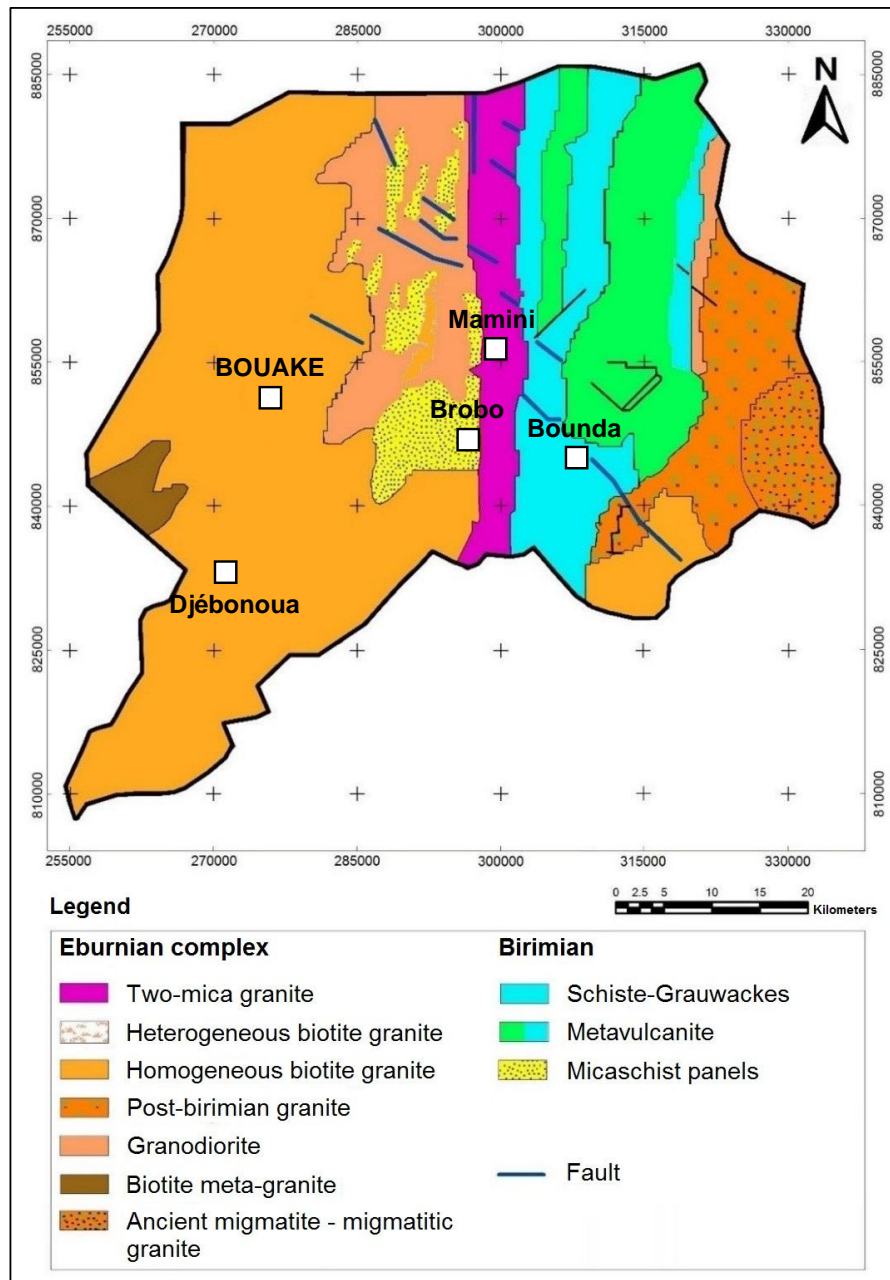 255000 270000 285000 300000 315000 330000
885000 885000
N
870000 870000
Mamini
855000 855000
BOUAKE
Brobo
Bounda
840000 840000
Djébonoua
825000 825000
810000 810000
255000 270000 285000 300000 315000 330000
0 2.5 5 10 15 20
Kilometers
Legend
Eburnian complex
Two-mica granite
Heterogeneous biotite granite
Homogeneous biotite granite
Post-birimian granite
Granodiorite
Biotite meta-granite
Ancient migmatite - migmatitic
granite
Birimian
Schiste-Grauwackes
Metavulcanite
Micaschist panels
Fault